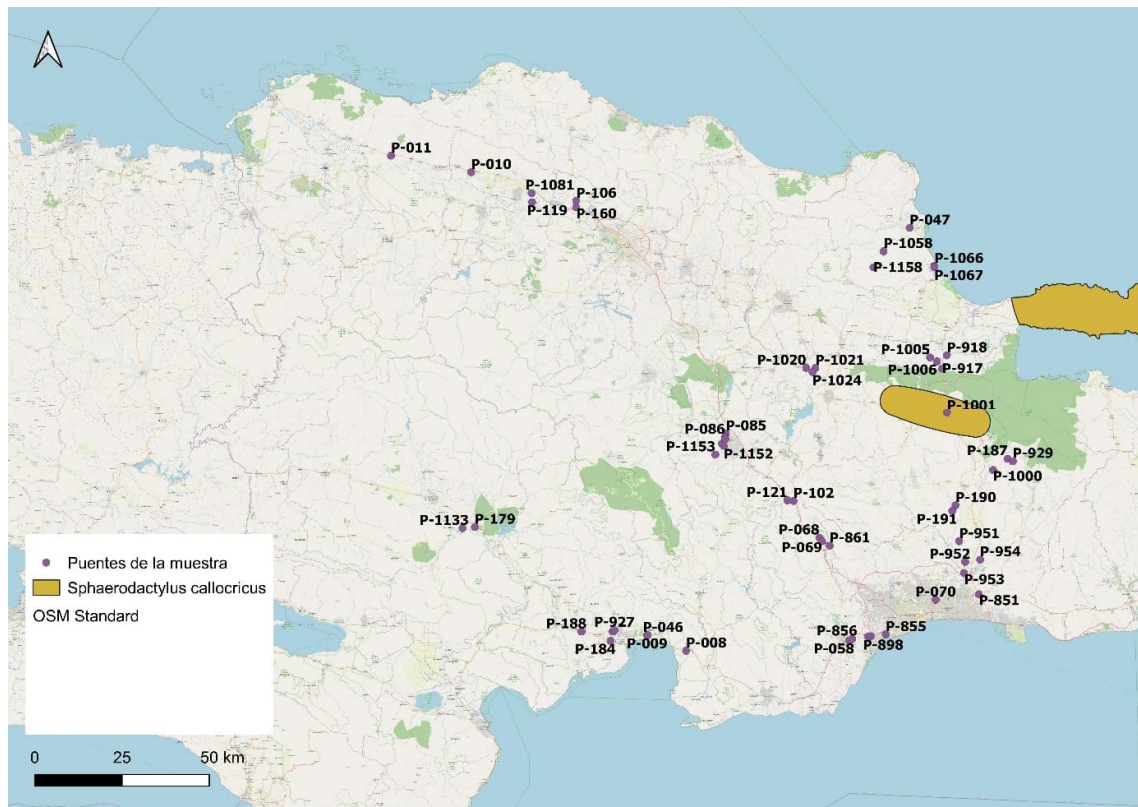 P-011
P-010
P-1081
P-106
P-119
P-160
P-047
P-1058
P-1066
P-1158
P-1067
P-1005
P-918
P-1020
P-1021
P-1006
P-917
P-1024
P-1001
P-086
P-085
P-1153
P-1152
P-187
P-929
P-1000
P-121
P-102
P-190
P-191
P-1133
P-179
P-068
P-069
P-861
P-951
P-952
P-954
P-953
P-070
P-851
P-188
P-927
P-046
P-184
P-009
P-008
P-856
P-855
P-058
P-898
Puentes de la muestra
Sphaerodactylus callocricus
OSM Standard
0 25 50 km